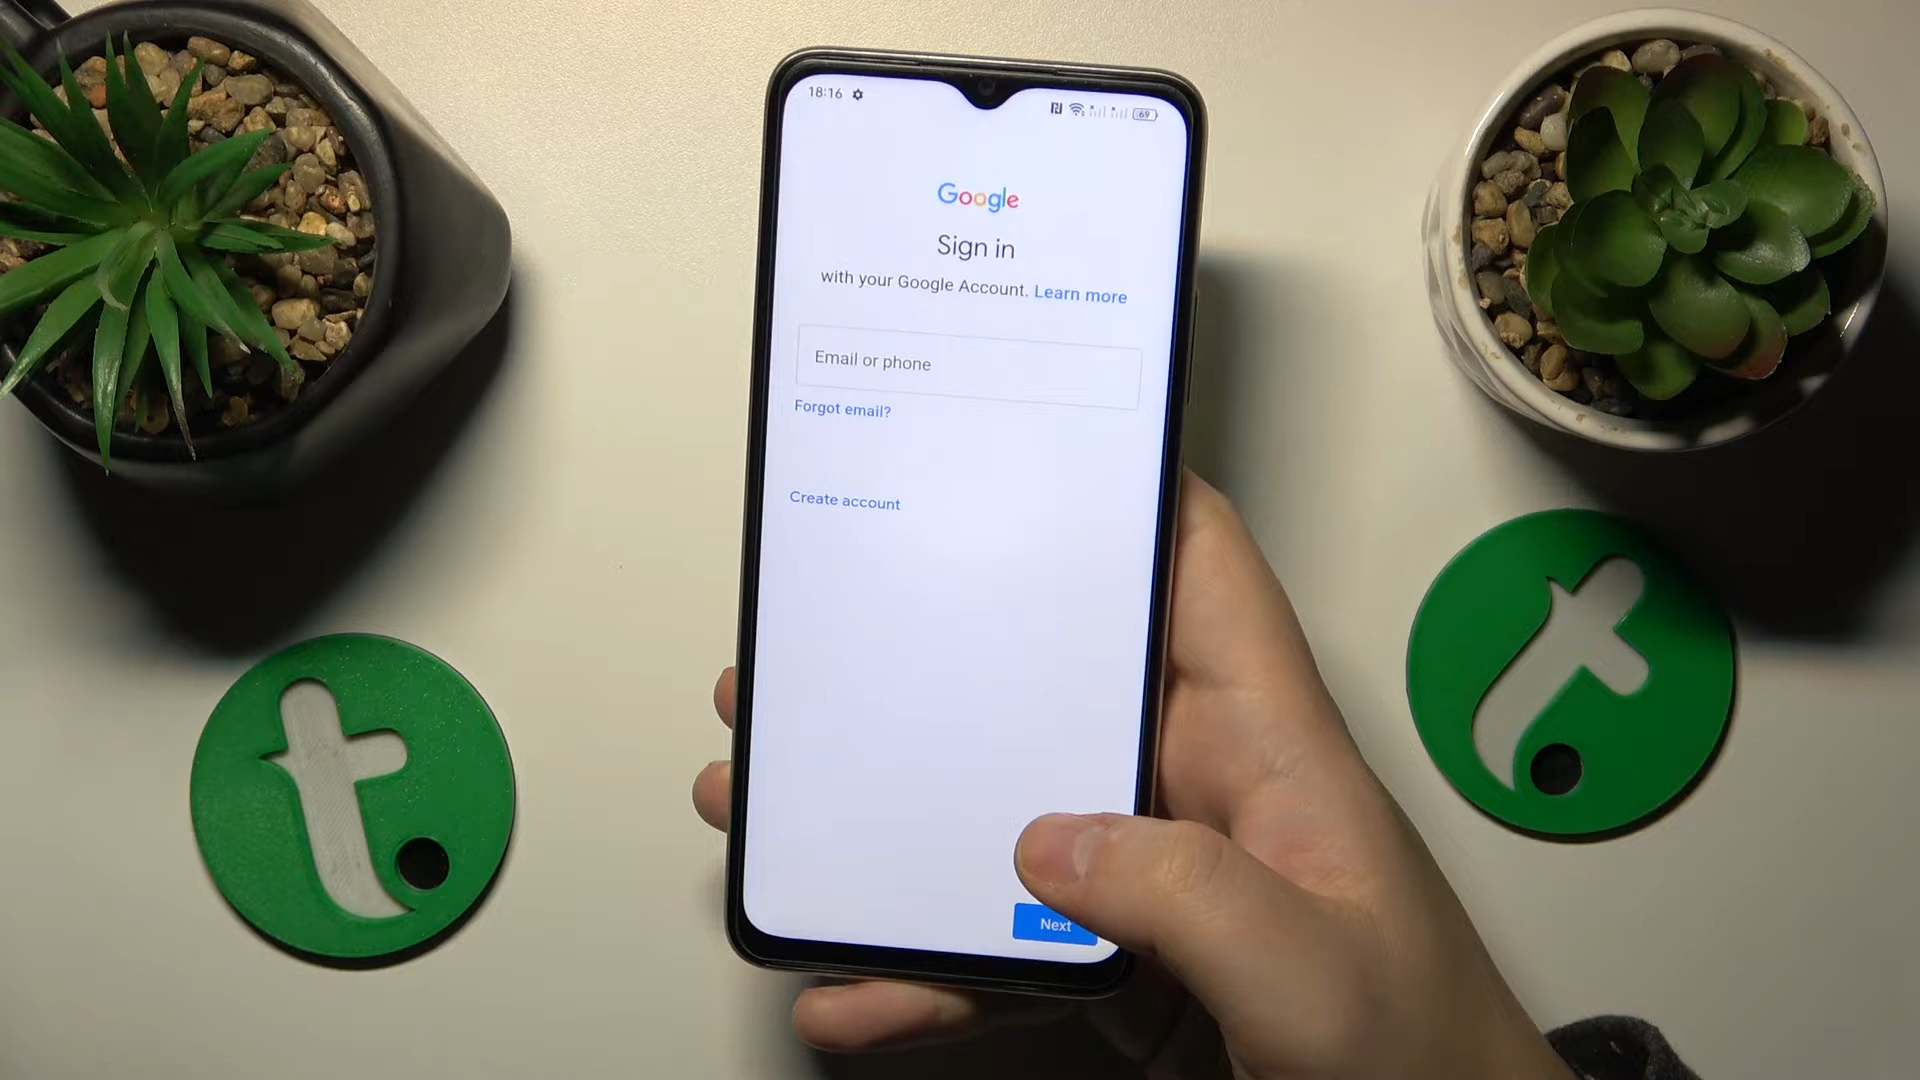 18:16
69
Google
Sign in
with your Google Account. Learn more
Email or phone
Forgot email?
Create account
Next
t.
t.